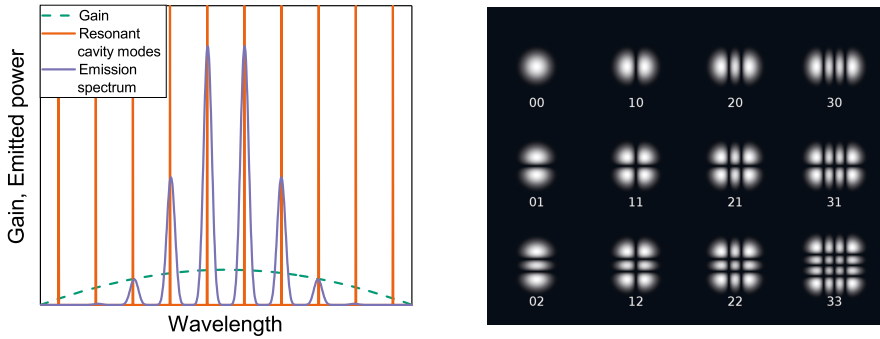 Gain
Resonant
cavity modes
Emission
spectrum
Gain, Emitted power
Wavelength
00 10 20 30
01 11 21 31
02 12 22 33